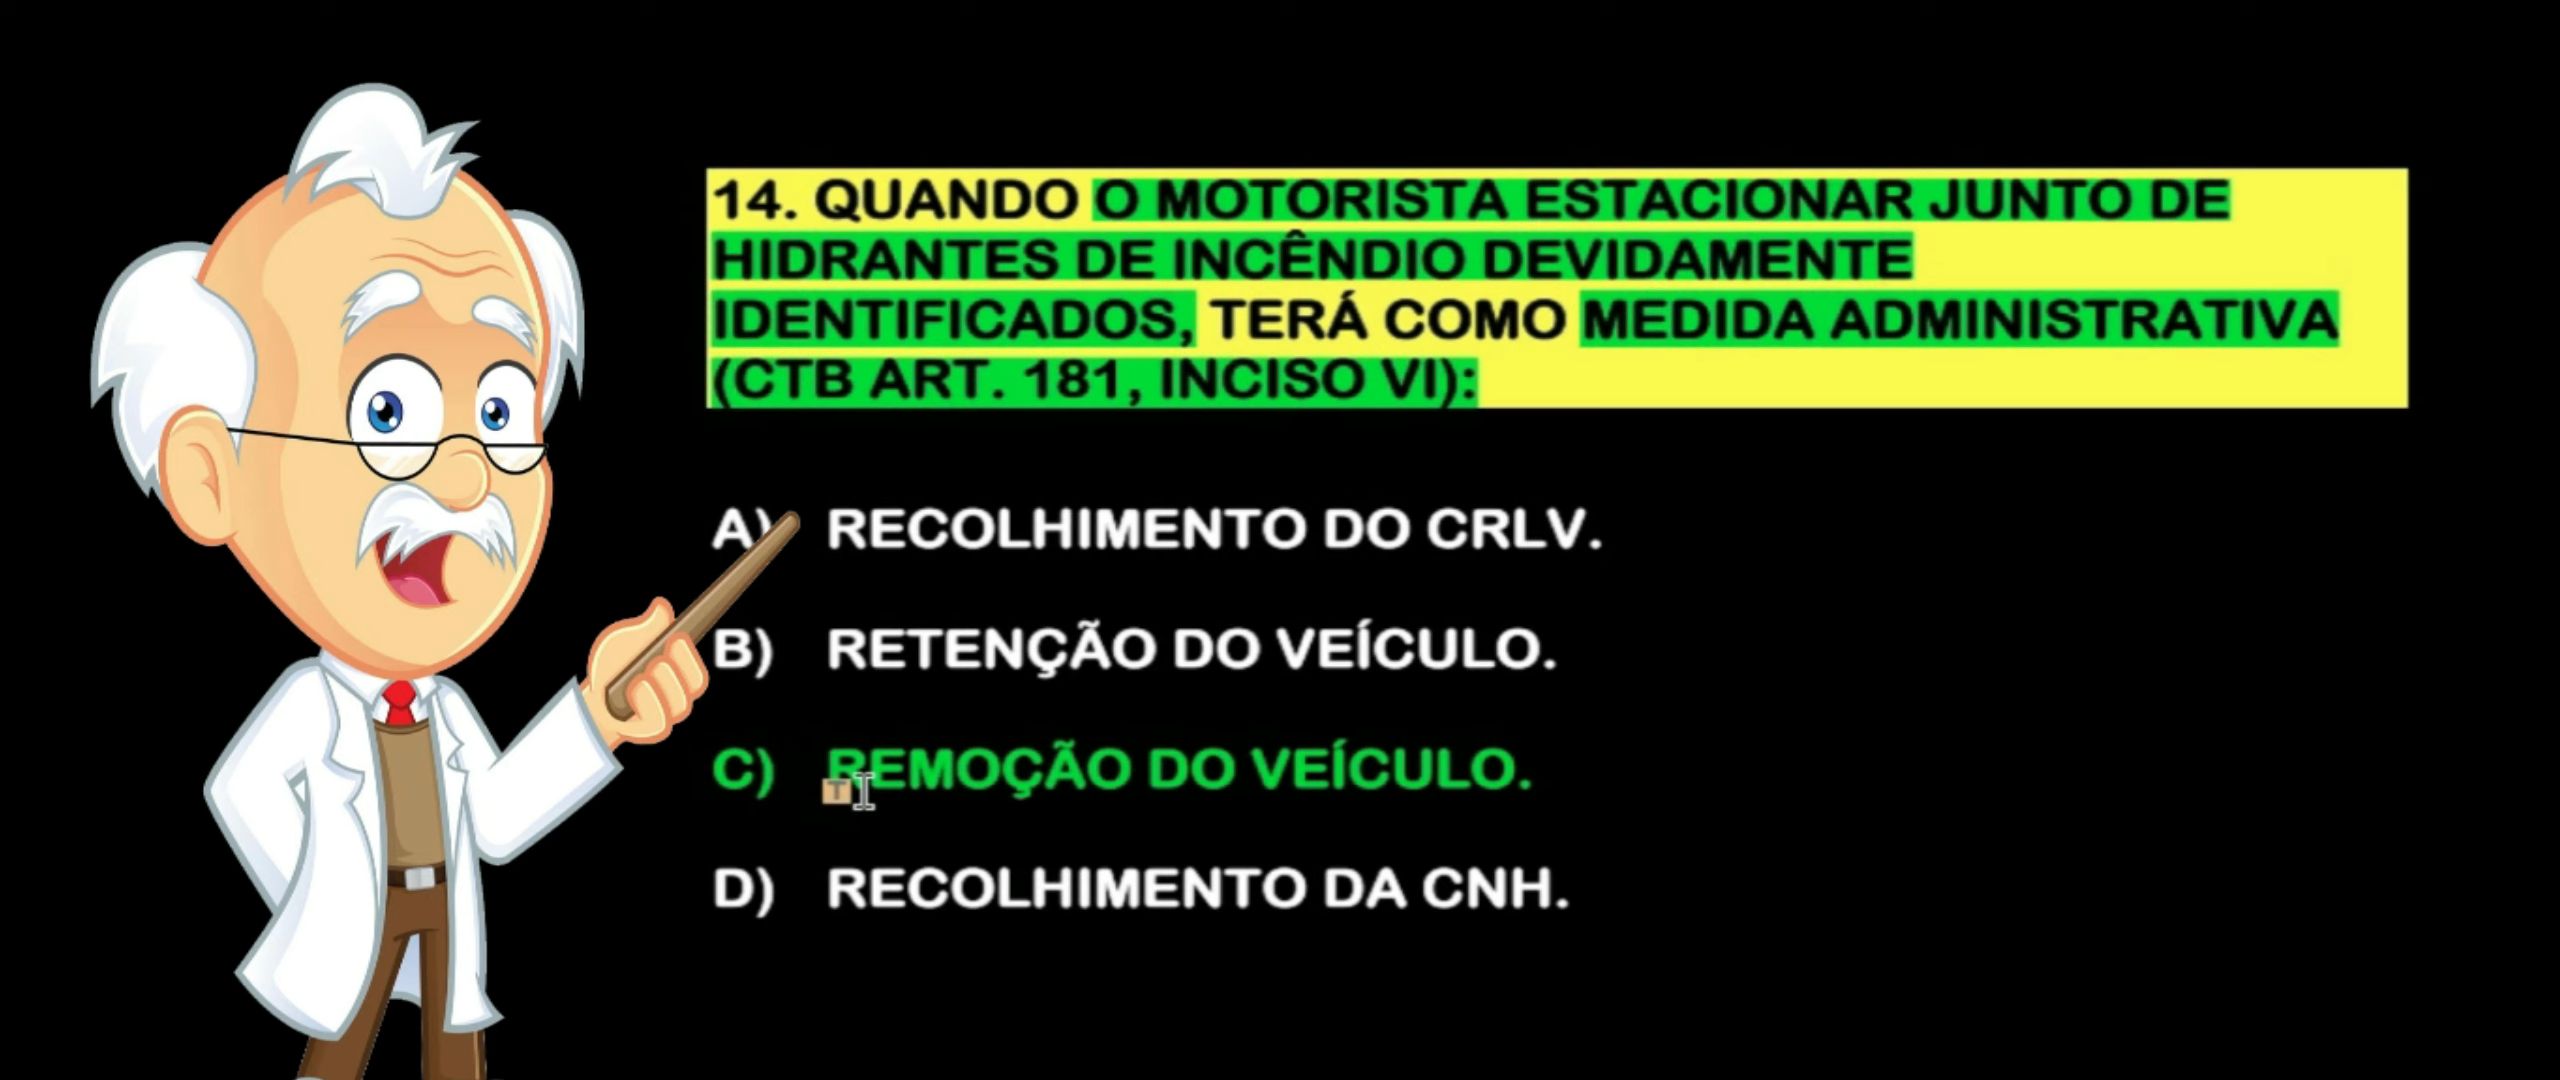 14. QUANDO O MOTORISTA ESTACIONAR JUNTO DE
HIDRANTES DE INCÊNDIO DEVIDAMENTE
IDENTIFICADOS, TERÁ COMO MEDIDA ADMINISTRATIVA
(CTB ART. 181, INCISO VI):
A) RECOLHIMENTO DO CRLV.
B) RETENÇÃO DO VEÍCULO.
C) REMOÇÃO DO VEÍCULO.
D) RECOLHIMENTO DA CNH.